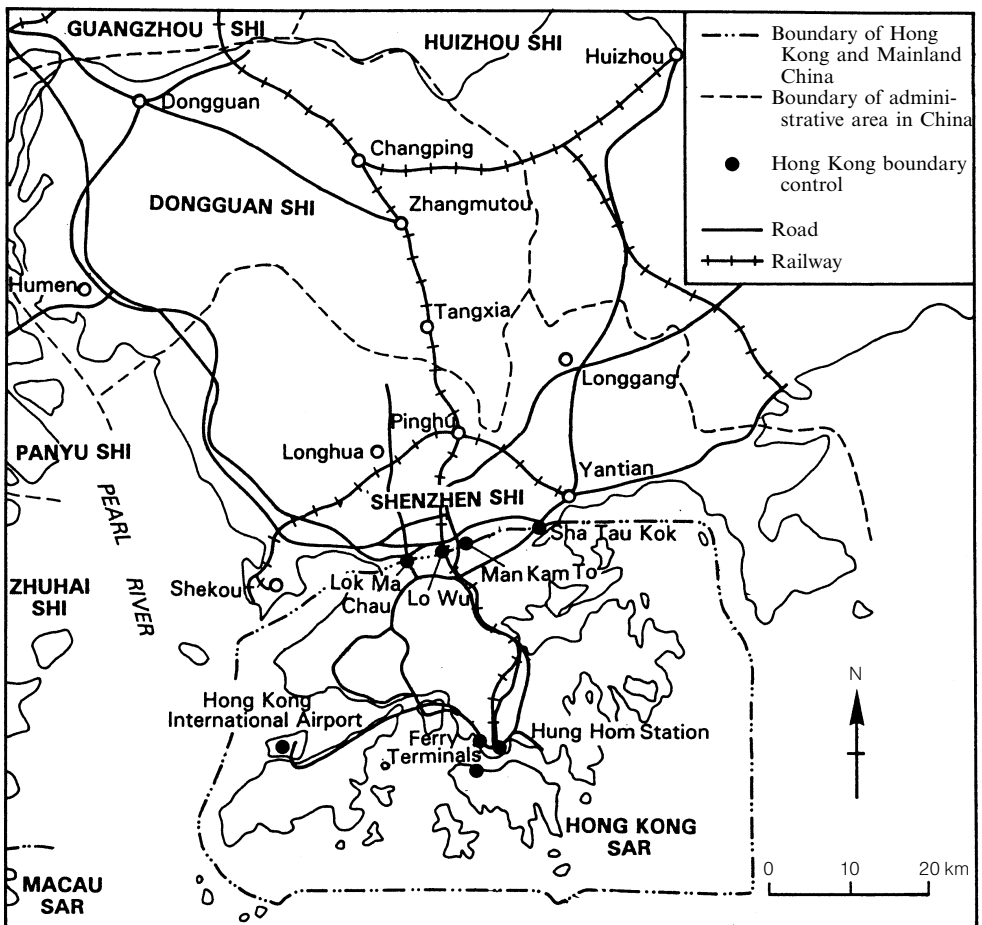 GUANGZHOU SHI
HUIZHOU SHI
Huizhou
Boundary of Hong
Kong and Mainland
China
Boundary of admini-
strative area in China
Hong Kong boundary
control
Road
Railway
Dongguan
Changping
DONGGUAN SHI
Zhangmutou
Humen
Tangxia
Longgang
Pinghu
Longhua
PANYU SHI
Yantian
SHENZHEN SHI
PEARL
RIVER
Sha Tau Kok
Man Kam To
Shekou
Lok Ma
Chau
Lo Wu
ZHUHAI
SHI
N
Hong Kong
International Airport
Ferry
Terminals
Hung Hom Station
HONG KONG
SAR
0 10 20 km
MACAU
SAR